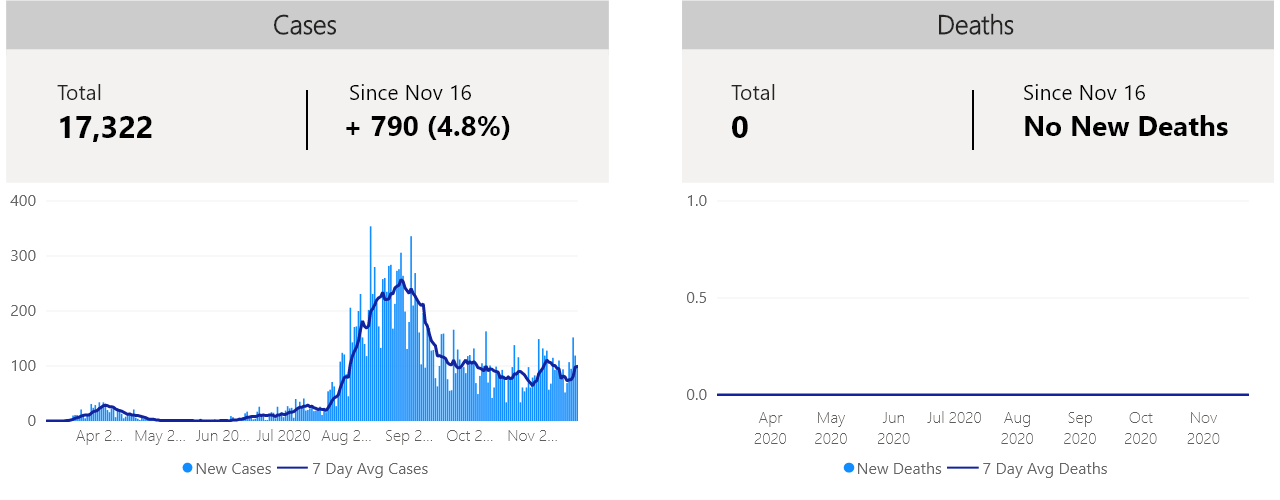 Cases
Total
Since Nov 16
17,322
+ 790 (4.8%)
400
300
200
100
0
Apr 2... May 2... Jun 20... Jul 2020 Aug 2... Sep 2... Oct 2... Nov 2...
New Cases 7 Day Avg Cases
Deaths
Total
Since Nov 16
0
No New Deaths
1.0
0.5
0.0
Apr May Jun Jul 2020 Aug Sep Oct Nov
2020 2020 2020 2020 2020 2020 2020
New Deaths 7 Day Avg Deaths